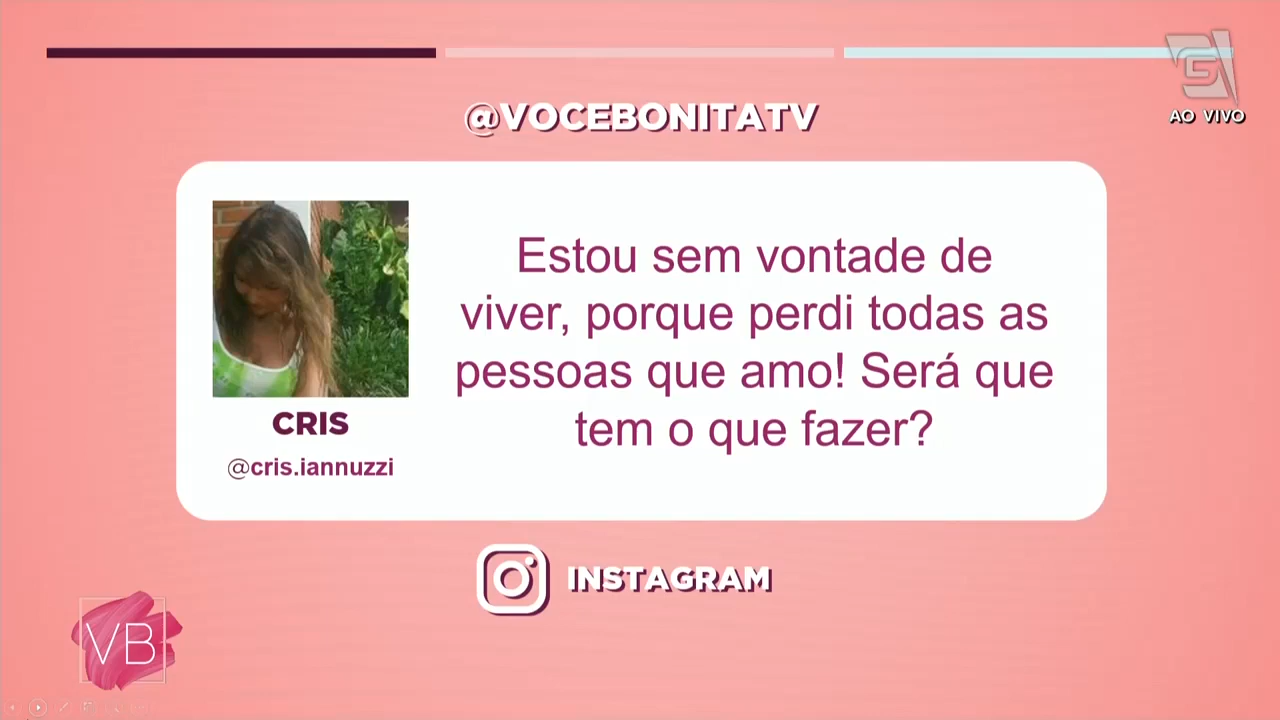 @VOCEBONITATV
AO VIVO
Estou sem vontade de
viver, porque perdi todas as
pessoas que amo! Será que
tem o que fazer?
CRIS
@cris.iannuzzi
INSTAGRAM
VB